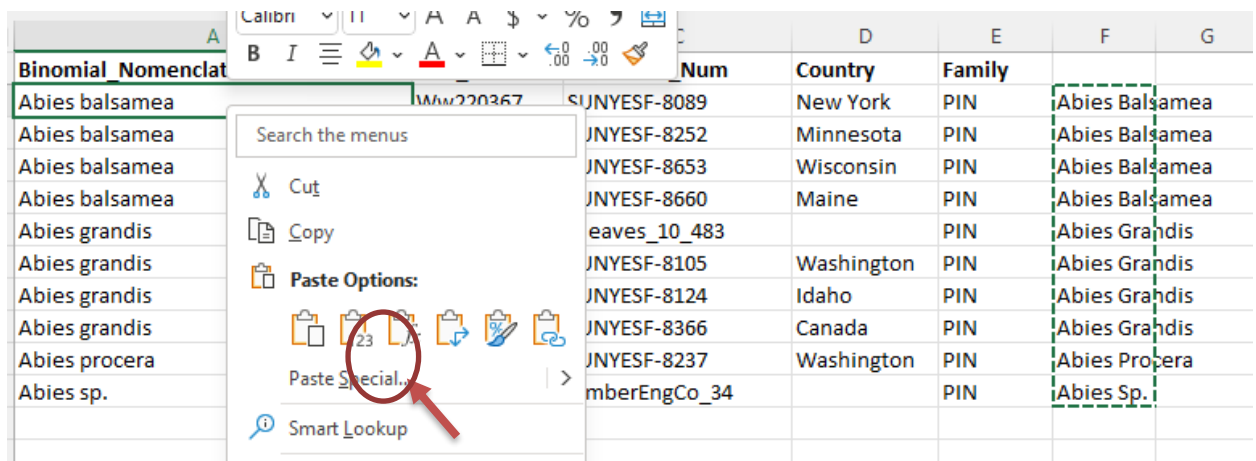 Calibri 11 A A $ % 9
A C D E F G
B I A .00 .00
Binomial_Nomenclat _Num Country Family
Abies balsamea Ww220367 SUNYESF-8089 New York PIN Abies Balsamea
Abies balsamea UNYESF-8252 Minnesota PIN Abies Balsamea
Search the menus
Abies balsamea UNYESF-8653 Wisconsin PIN Abies Balsamea
Cut
Abies balsamea UNYESF-8660 Maine PIN Abies Balsamea
Copy
Abies grandis eaves_10_483 PIN Abies Grandis
Abies grandis UNYESF-8105 Washington PIN Abies Grandis
Paste Options:
Abies grandis UNYESF-8124 Idaho PIN Abies Grandis
123 fx %
Abies grandis UNYESF-8366 Canada PIN Abies Grandis
Abies procera UNYESF-8237 Washington PIN Abies Procera
Paste Special...
Abies sp. mberEngCo_34 PIN Abies Sp.
Smart Lookup